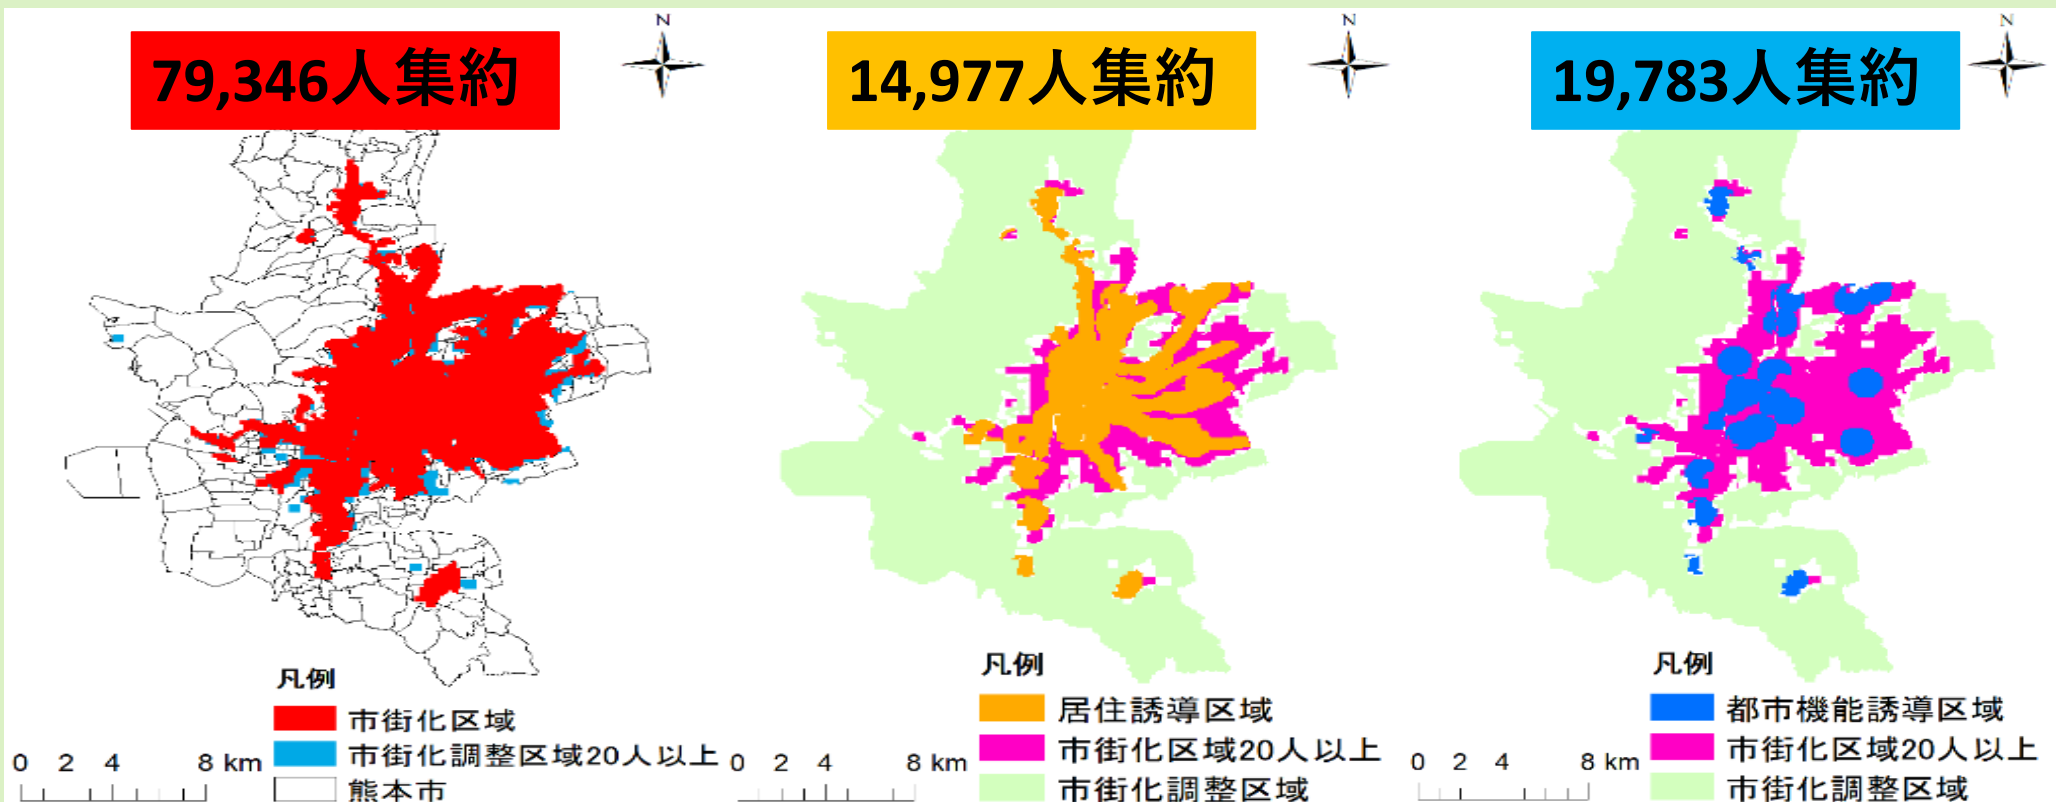 N
79,346人集約
凡例
市街化区域
市街化調整区域20人以上
熊本市
0 2 4 8 km
N
14,977人集約
凡例
居住誘導区域
市街化区域20人以上
市街化調整区域
0 2 4 8 km
N
19,783人集約
凡例
都市機能誘導区域
市街化区域20人以上
市街化調整区域
0 2 4 8 km